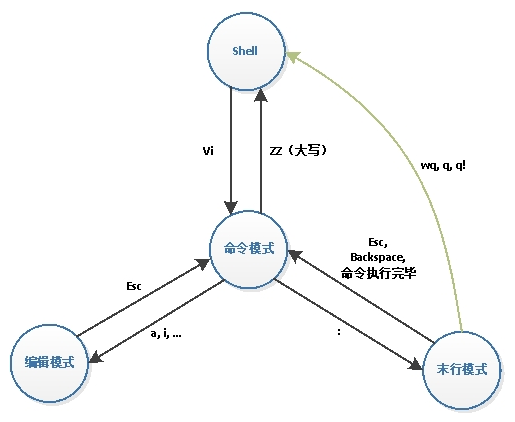 Shell
Vi
ZZ（大写）
wq, q, q!
命令模式
Esc,
Backspace,
命令执行完毕
Esc
a, i, ...
:
编辑模式
末行模式